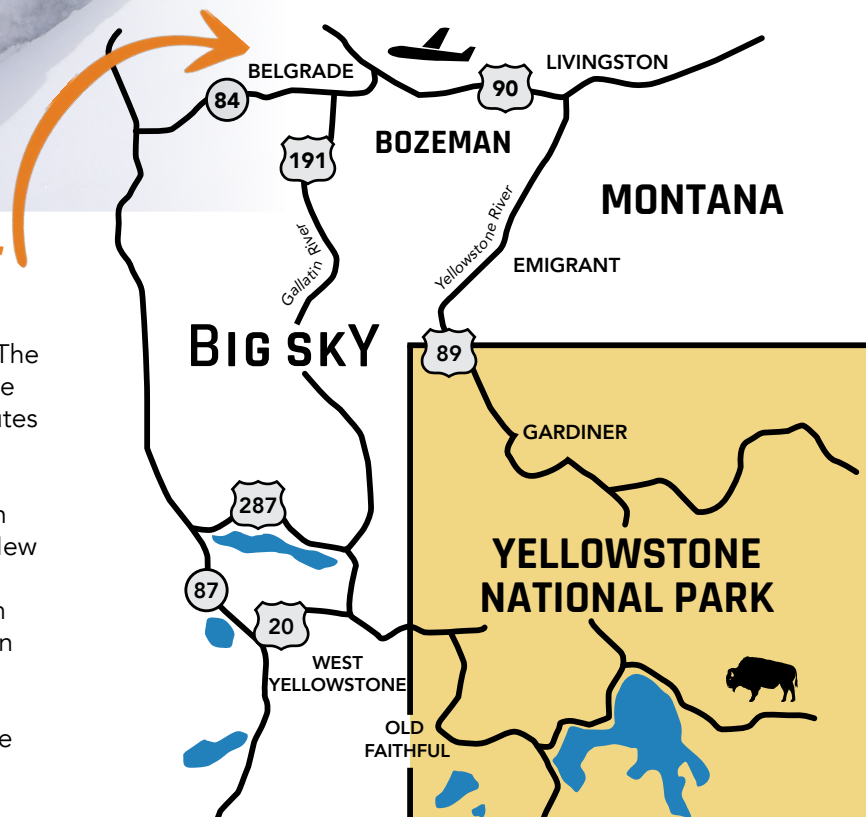 BELGRADE
LIVINGSTON
84
90
191
BOZEMAN
MONTANA
Gallatin River
Yellowstone River
EMIGRANT
BIG SKY
The
89
GARDINER
287
YELLOWSTONE
NATIONAL PARK
87
20
WEST
YELLOWSTONE
OLD
FAITHFUL